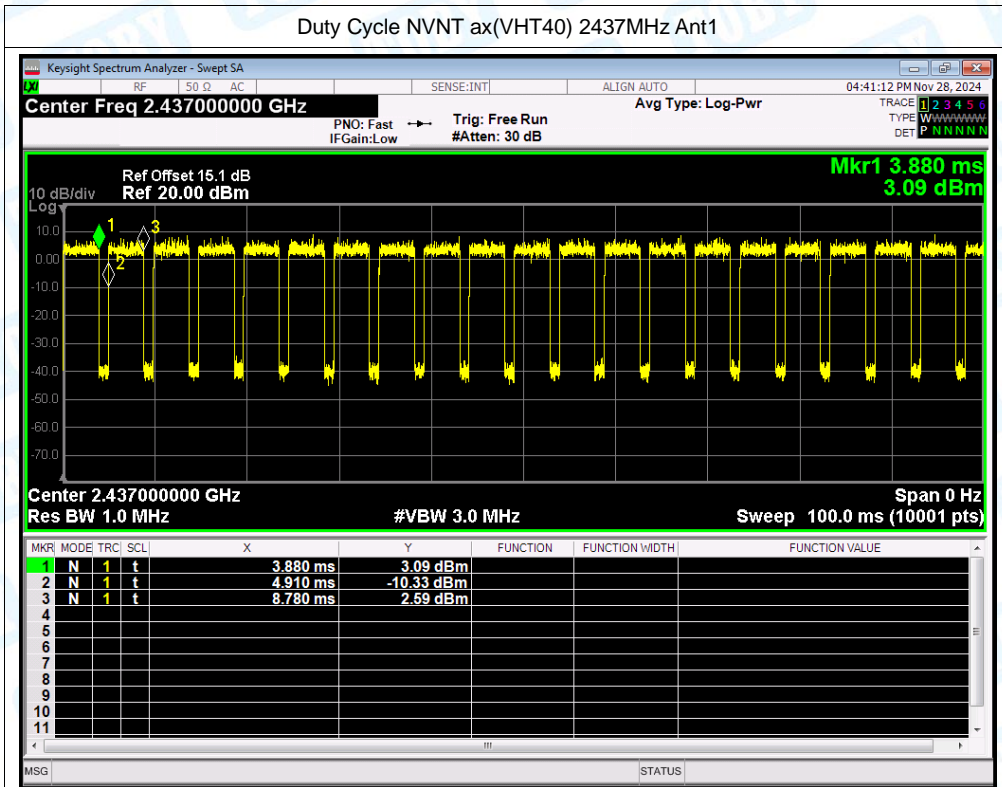 Duty Cycle NVNT ax(VHT40) 2437MHz Ant1
Keysight Spectrum Analyzer - Swept SA
LXI RF 50 Ω AC SENSE:INT ALIGN AUTO 04:41:12 PM Nov 28, 2024
Center Freq 2.437000000 GHz Avg Type: Log-Pwr TRACE 1 2 3 4 5 6
PNO: Fast Trig: Free Run TYPE WWWWWW
IFGain:Low #Atten: 30 dB DET P N N N N N
Ref Offset 15.1 dB Mkr1 3.880 ms
10 dB/div Ref 20.00 dBm 3.09 dBm
Log
10.0
0.00
-10.0
-20.0
-30.0
-40.0
-50.0
-60.0
-70.0
1
2
3
Center 2.437000000 GHz Span 0 Hz
Res BW 1.0 MHz #VBW 3.0 MHz Sweep 100.0 ms (10001 pts)
MKR MODE TRC SCL X Y FUNCTION FUNCTION WIDTH FUNCTION VALUE
1 N 1 t 3.880 ms 3.09 dBm
2 N 1 t 4.910 ms -10.33 dBm
3 N 1 t 8.780 ms 2.59 dBm
4
5
6
7
8
9
10
11
MSG STATUS